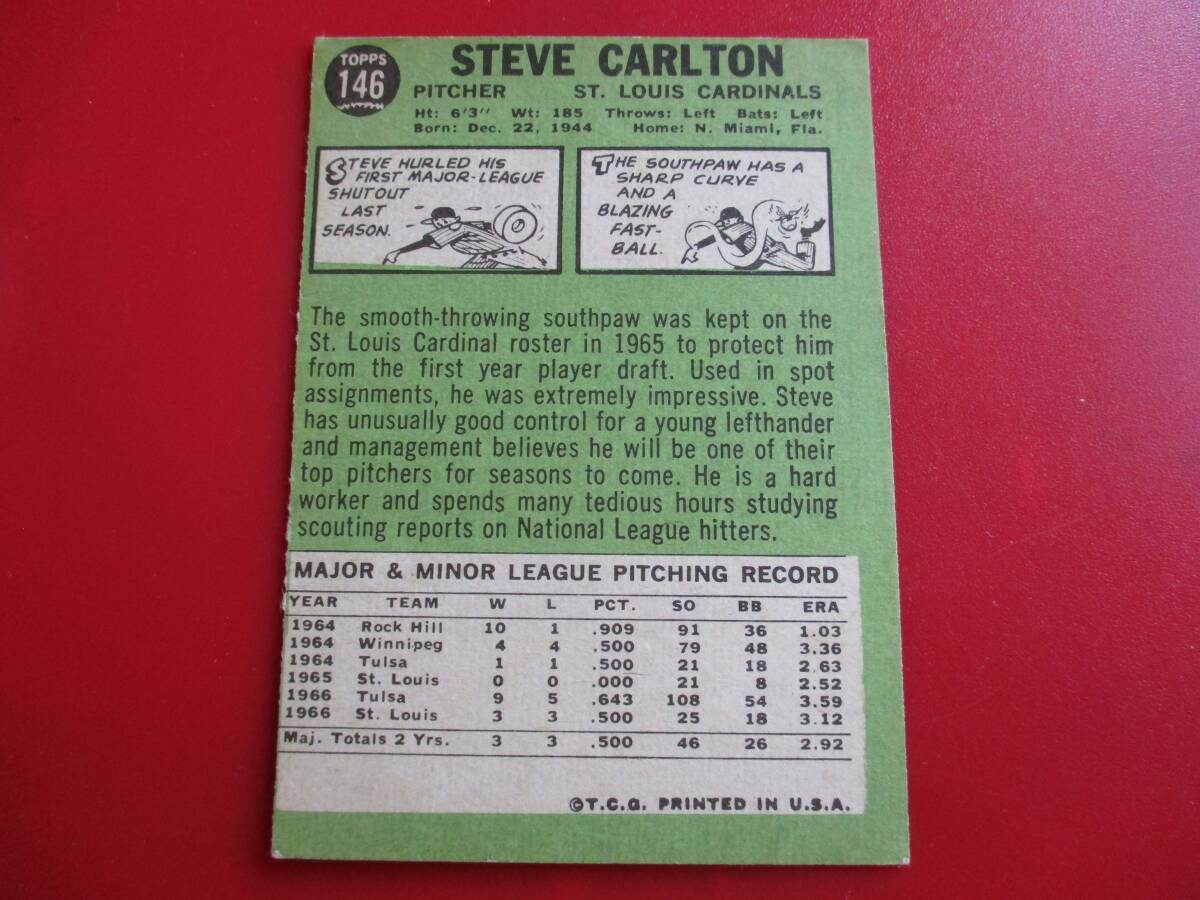 TOPPS
146
STEVE CARLTON
PITCHER ST. LOUIS CARDINALS
Ht: 6'3" Wt: 185 Throws: Left Bats: Left
Born: Dec. 22, 1944 Home: N. Miami, Fla.
STEVE HURLED HIS
FIRST MAJOR-LEAGUE
SHUTOUT
LAST
SEASON.
THE SOUTHPAW HAS A
SHARP CURVE
AND A
BLAZING
FAST-
BALL.
The smooth-throwing southpaw was kept on the
St. Louis Cardinal roster in 1965 to protect him
from the first year player draft. Used in spot
assignments, he was extremely impressive. Steve
has unusually good control for a young lefthander
and management believes he will be one of their
top pitchers for seasons to come. He is a hard
worker and spends many tedious hours studying
scouting reports on National League hitters.
MAJOR & MINOR LEAGUE PITCHING RECORD
YEAR TEAM W L PCT. SO BB ERA
1964 Rock Hill 10 1 .909 91 36 1.03
1964 Winnipeg 4 4 .500 79 48 3.36
1964 Tulsa 1 1 .500 21 18 2.63
1965 St. Louis 0 0 .000 21 8 2.52
1966 Tulsa 9 5 .643 108 54 3.59
1966 St. Louis 3 3 .500 25 18 3.12
Maj. Totals 2 Yrs. 3 3 .500 46 26 2.92
©T.C.G. PRINTED IN U.S.A.